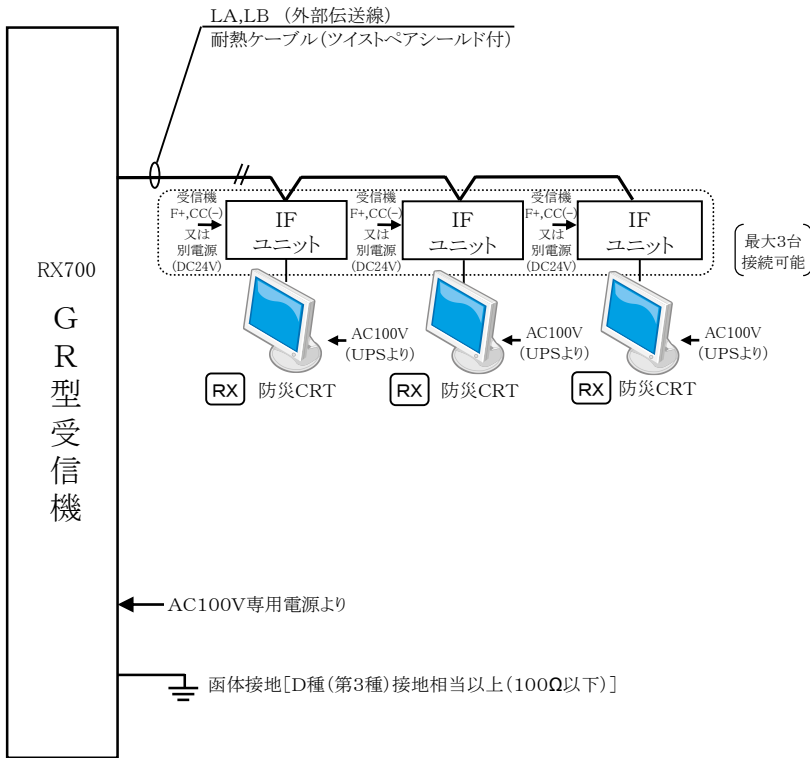 LA,LB (外部伝送線)
耐熱ケーブル(ツイストペアシールド付)
受信機
F+,CC(-)
又は
別電源
(DC24V)
IF
ユニット
受信機
F+,CC(-)
又は
別電源
(DC24V)
IF
ユニット
受信機
F+,CC(-)
又は
別電源
(DC24V)
IF
ユニット
最大3台
接続可能
RX700
GR型受信機
AC100V
(UPSより)
RX 防災CRT
AC100V
(UPSより)
RX 防災CRT
AC100V
(UPSより)
RX 防災CRT
AC100V専用電源より
函体接地[D種(第3種)接地相当以上(100Ω以下)]